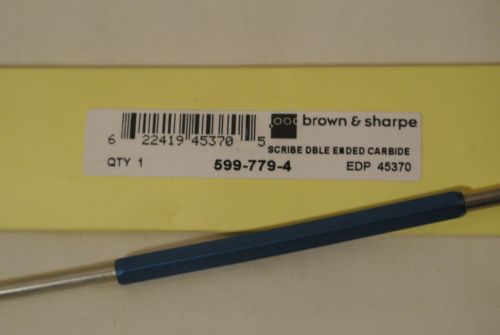 brown & sharpe
6 22419 45370 5
SCRIBE DBLE ENDED CARBIDE
QTY 1 599-779-4 EDP 45370